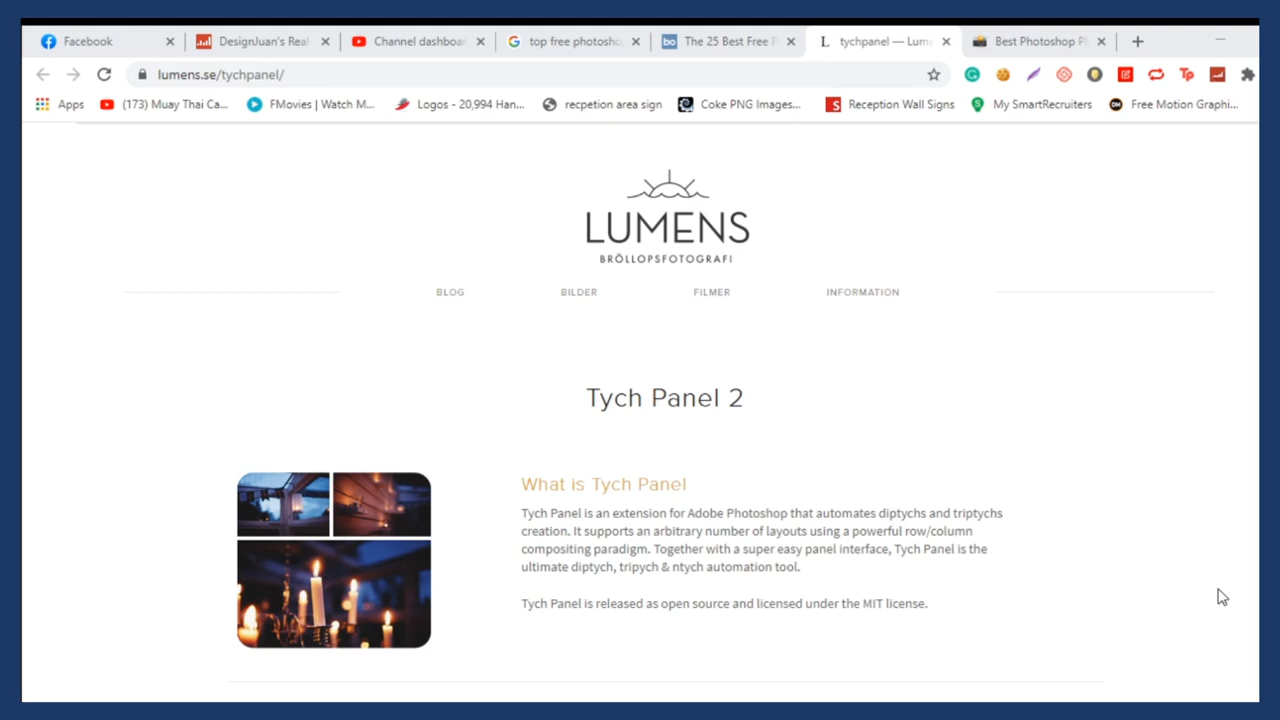 Facebook
DesignJuan's Real
Channel dashboar
top free photosho
The 25 Best Free P
tychpanel — Lume
Best Photoshop Pl
lumens.se/tychpanel/
Apps
(173) Muay Thai Ca...
FMovies | Watch M...
Logos - 20,994 Han...
recpetion area sign
Coke PNG Images...
Reception Wall Signs
My SmartRecruiters
Free Motion Graphi...
LUMENS
BRÖLLOPSFOTOGRAFI
BLOG
BILDER
FILMER
INFORMATION
Tych Panel 2
What is Tych Panel
Tych Panel is an extension for Adobe Photoshop that automates diptychs and triptychs
creation. It supports an arbitrary number of layouts using a powerful row/column
compositing paradigm. Together with a super easy panel interface, Tych Panel is the
ultimate diptych, tripych & ntych automation tool.
Tych Panel is released as open source and licensed under the MIT license.